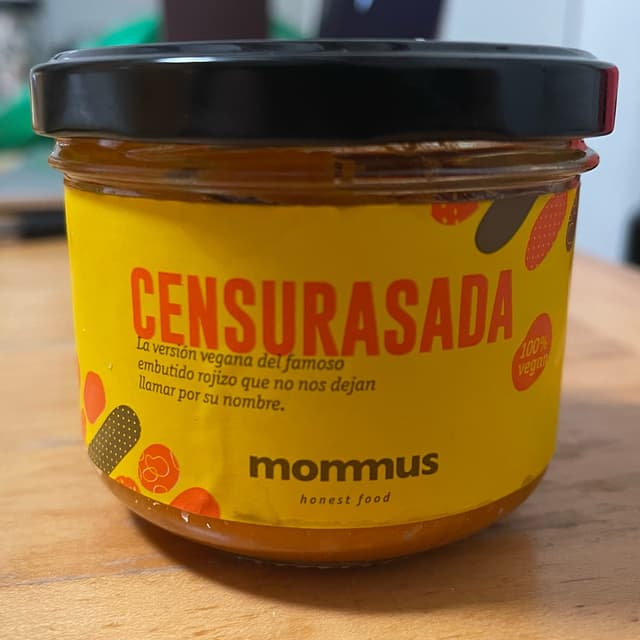 CENSURASADA
La versión vegana del famoso
embutido rojizo que no nos dejan
llamar por su nombre.
100%
vegan
mommus
honest food